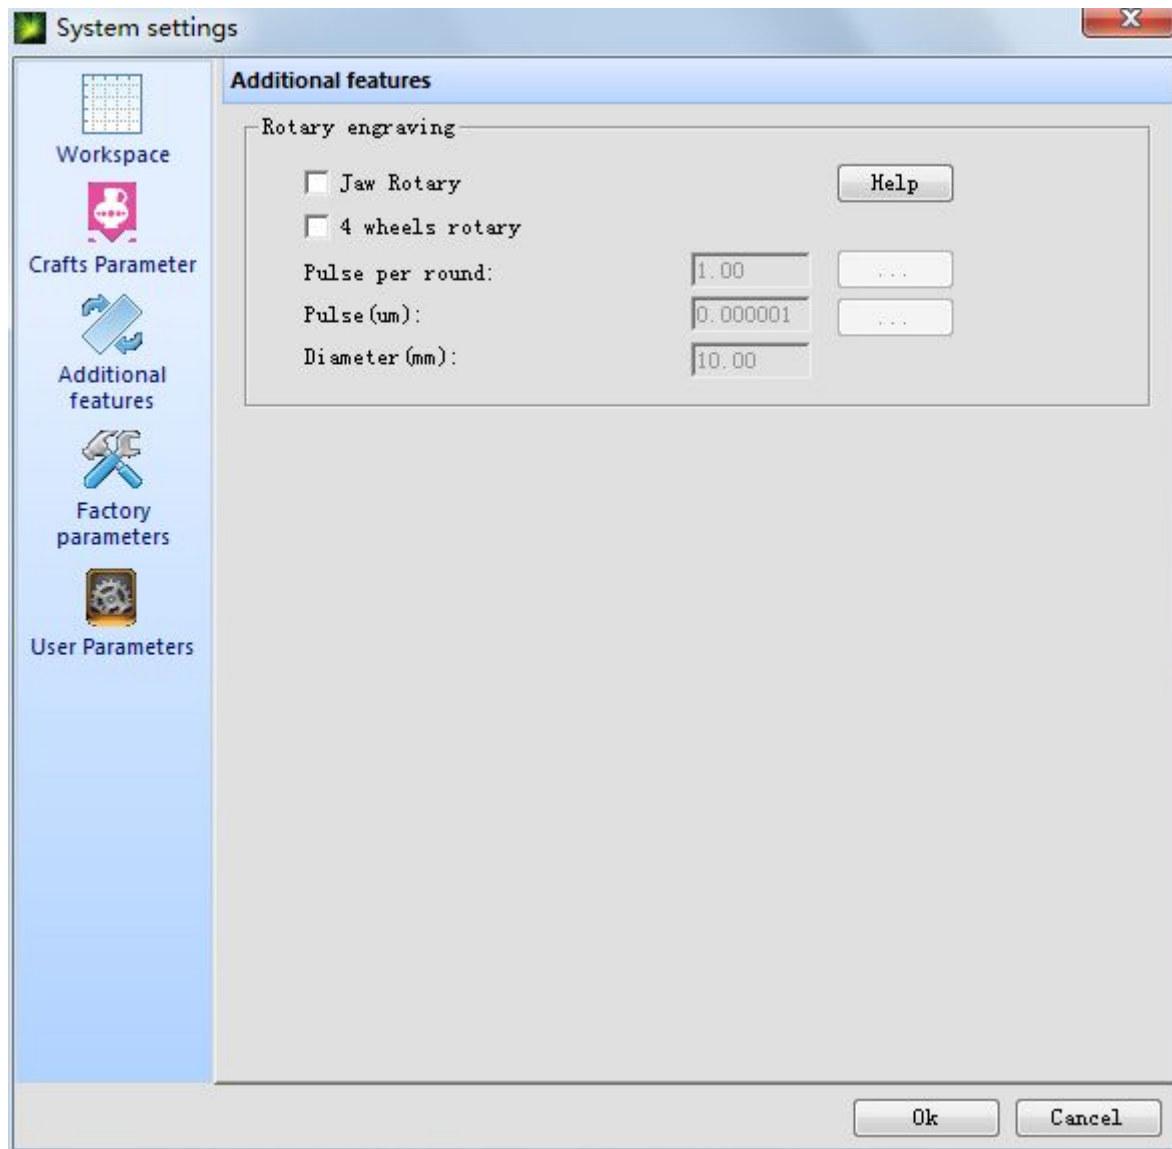 System settings
Workspace
Crafts Parameter
Additional
features
Factory
parameters
User Parameters
Additional features
Rotary engraving
Jaw Rotary
Help
4 wheels rotary
Pulse per round: 1.00 ...
Pulse(um): 0.000001 ...
Diameter(mm): 10.00
Ok Cancel